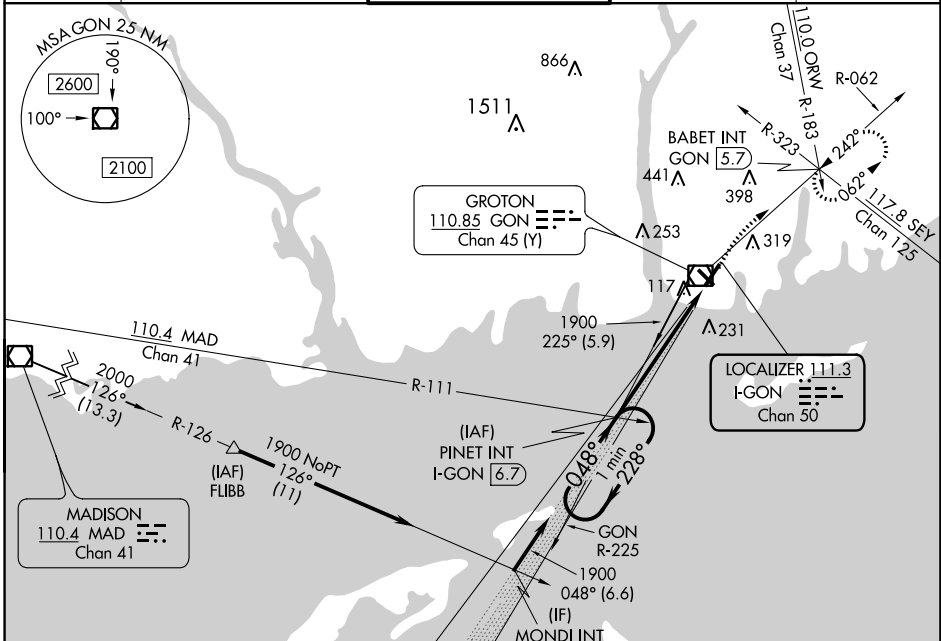 MSA GON 25 NM
190°
2600
100°
2100
866
1511
110.0 ORW
Chan 37
R-183
R-062
R-323
242°
062°
BABET INT
GON 5.7
441
398
117.8 SEY
Chan 125
GROTON
110.85 GON
Chan 45 (Y)
253
319
117
231
1900
225° (5.9)
110.4 MAD
Chan 41
R-111
LOCALIZER 111.3
I-GON
Chan 50
2000
126°
(13.3)
R-126
(IAF)
FLIBB
1900 NoPT
126°
(11)
(IAF)
PINET INT
I-GON 6.7
048°
1 min
228°
MADISON
110.4 MAD
Chan 41
GON
R-225
1900
048° (6.6)
(IF)
MONDI INT